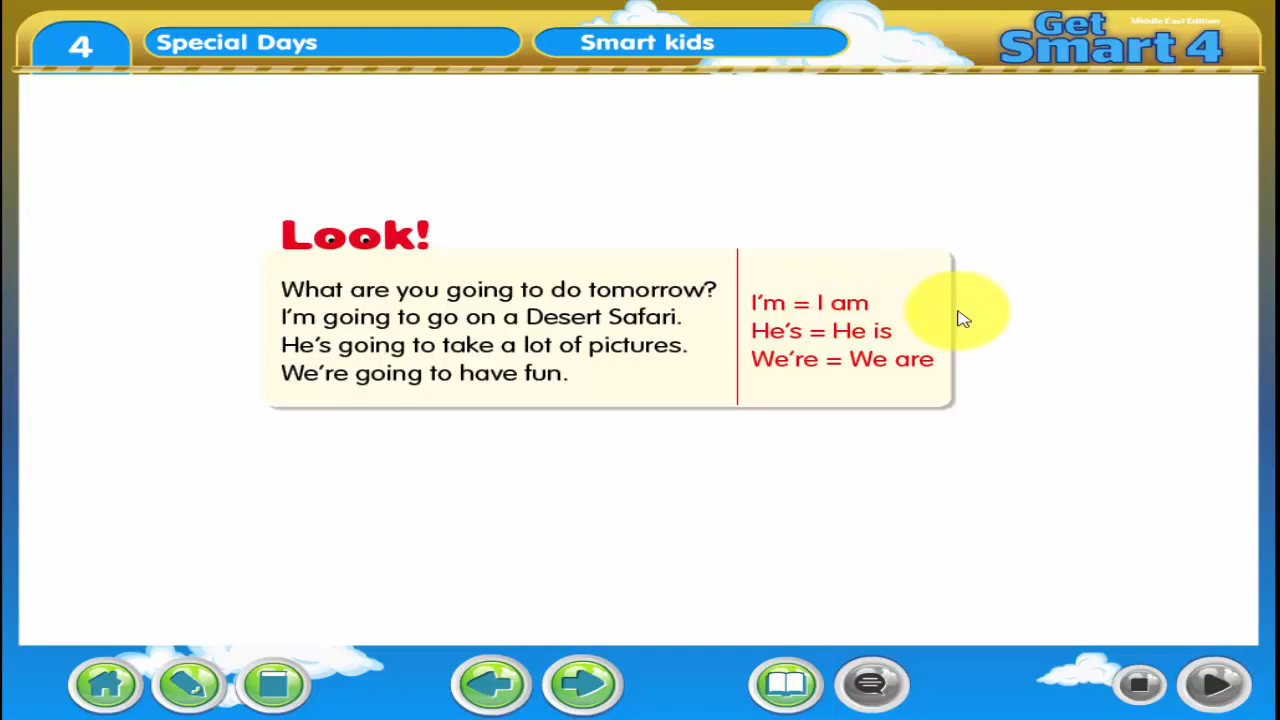 4
Special Days
Smart kids
Middle East Edition
Get
Smart 4
Look!
What are you going to do tomorrow?
I'm going to go on a Desert Safari.
He's going to take a lot of pictures.
We're going to have fun.
I'm = I am
He's = He is
We're = We are